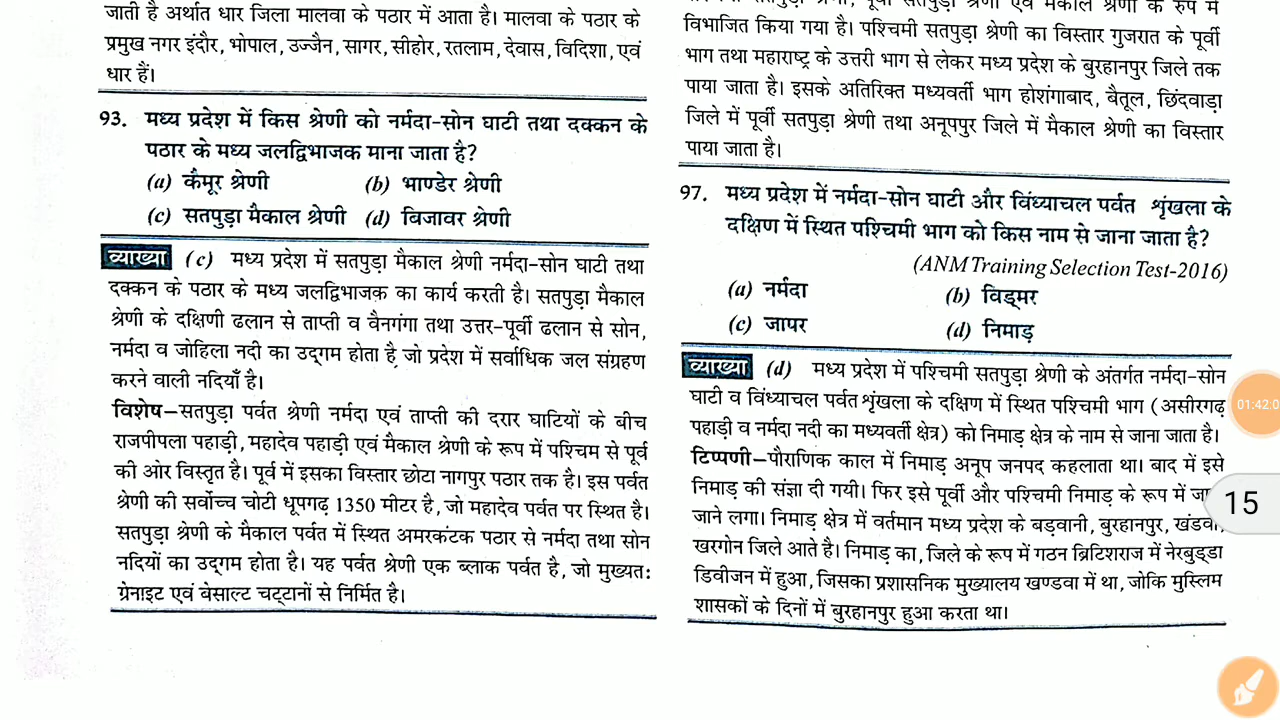 जाती है अर्थात धार जिला मालवा के पठार में आता है। मालवा के पठार के
प्रमुख नगर इंदौर, भोपाल, उज्जैन, सागर, सीहोर, रतलाम, देवास, विदिशा, एवं
धार हैं।
93. मध्य प्रदेश में किस श्रेणी को नर्मदा-सोन घाटी तथा दक्कन के
पठार के मध्य जलद्विभाजक माना जाता है?
(a) कैमूर श्रेणी (b) भाण्डेर श्रेणी
(c) सतपुड़ा मैकाल श्रेणी (d) विजावर श्रेणी
व्याख्या (c) मध्य प्रदेश में सतपुड़ा मैकाल श्रेणी नर्मदा-सोन घाटी तथा
दक्कन के पठार के मध्य जलद्विभाजक का कार्य करती है। सतपुड़ा मैकाल
श्रेणी के दक्षिणी ढलान से ताप्ती व वैनगंगा तथा उत्तर-पूर्वी ढलान से सोन,
नर्मदा व जोहिला नदी का उद्गम होता है, जो प्रदेश में सर्वाधिक जल संग्रहण
करने वाली नदियाँ है।
विशेष–सतपुड़ा पर्वत श्रेणी नर्मदा एवं ताप्ती की दरार घाटियों के बीच
राजपीपला पहाड़ी, महादेव पहाड़ी एवं मैकाल श्रेणी के रूप में पश्चिम से पूर्व
की ओर विस्तृत है। पूर्व में इसका विस्तार छोटा नागपुर पठार तक है। इस पर्वत
श्रेणी की सर्वोच्च चोटी धूपगढ़ 1350 मीटर है, जो महादेव पर्वत पर स्थित है।
सतपुड़ा श्रेणी के मैकाल पर्वत में स्थित अमरकंटक पठार से नर्मदा तथा सोन
नदियों का उद्गम होता है। यह पर्वत श्रेणी एक ब्लाक पर्वत है, जो मुख्यतः
ग्रेनाइट एवं बेसाल्ट चट्टानों से निर्मित है।
सतपुड़ा श्रेणी एवं मैकाल श्रेणी के रुप में
विभाजित किया गया है। पश्चिमी सतपुड़ा श्रेणी का विस्तार गुजरात के पूर्वी
भाग तथा महाराष्ट्र के उत्तरी भाग से लेकर मध्य प्रदेश के बुरहानपुर जिले तक
पाया जाता है। इसके अतिरिक्त मध्यवर्ती भाग होशंगाबाद, बैतूल, छिंदवाड़ा
जिले में पूर्वी सतपुड़ा श्रेणी तथा अनूपपुर जिले में मैकाल श्रेणी का विस्तार
पाया जाता है।
97. मध्य प्रदेश में नर्मदा-सोन घाटी और विंध्याचल पर्वत शृंखला के
दक्षिण में स्थित पश्चिमी भाग को किस नाम से जाना जाता है?
(ANM Training Selection Test-2016)
(a) नर्मदा (b) विड्मर
(c) जापर (d) निमाड़
व्याख्या (d) मध्य प्रदेश में पश्चिमी सतपुड़ा श्रेणी के अंतर्गत नर्मदा-सोन
घाटी व विंध्याचल पर्वत शृंखला के दक्षिण में स्थित पश्चिमी भाग (असीरगढ़
पहाड़ी व नर्मदा नदी का मध्यवर्ती क्षेत्र) को निमाड़ क्षेत्र के नाम से जाना जाता है।
टिप्पणी–पौराणिक काल में निमाड़ अनूप जनपद कहलाता था। बाद में इसे
निमाड़ की संज्ञा दी गयी। फिर इसे पूर्वी और पश्चिमी निमाड़ के रूप में
जाने लगा। निमाड़ क्षेत्र में वर्तमान मध्य प्रदेश के बड़वानी, बुरहानपुर,
खरगोन जिले आते है। निमाड़ का, जिले के रूप में गठन ब्रिटिशराज में नेरबुड्डा
डिवीजन में हुआ, जिसका प्रशासनिक मुख्यालय खण्डवा में था, जोकि मुस्लिम
शासकों के दिनों में बुरहानपुर हुआ करता था।
01:42:0
15